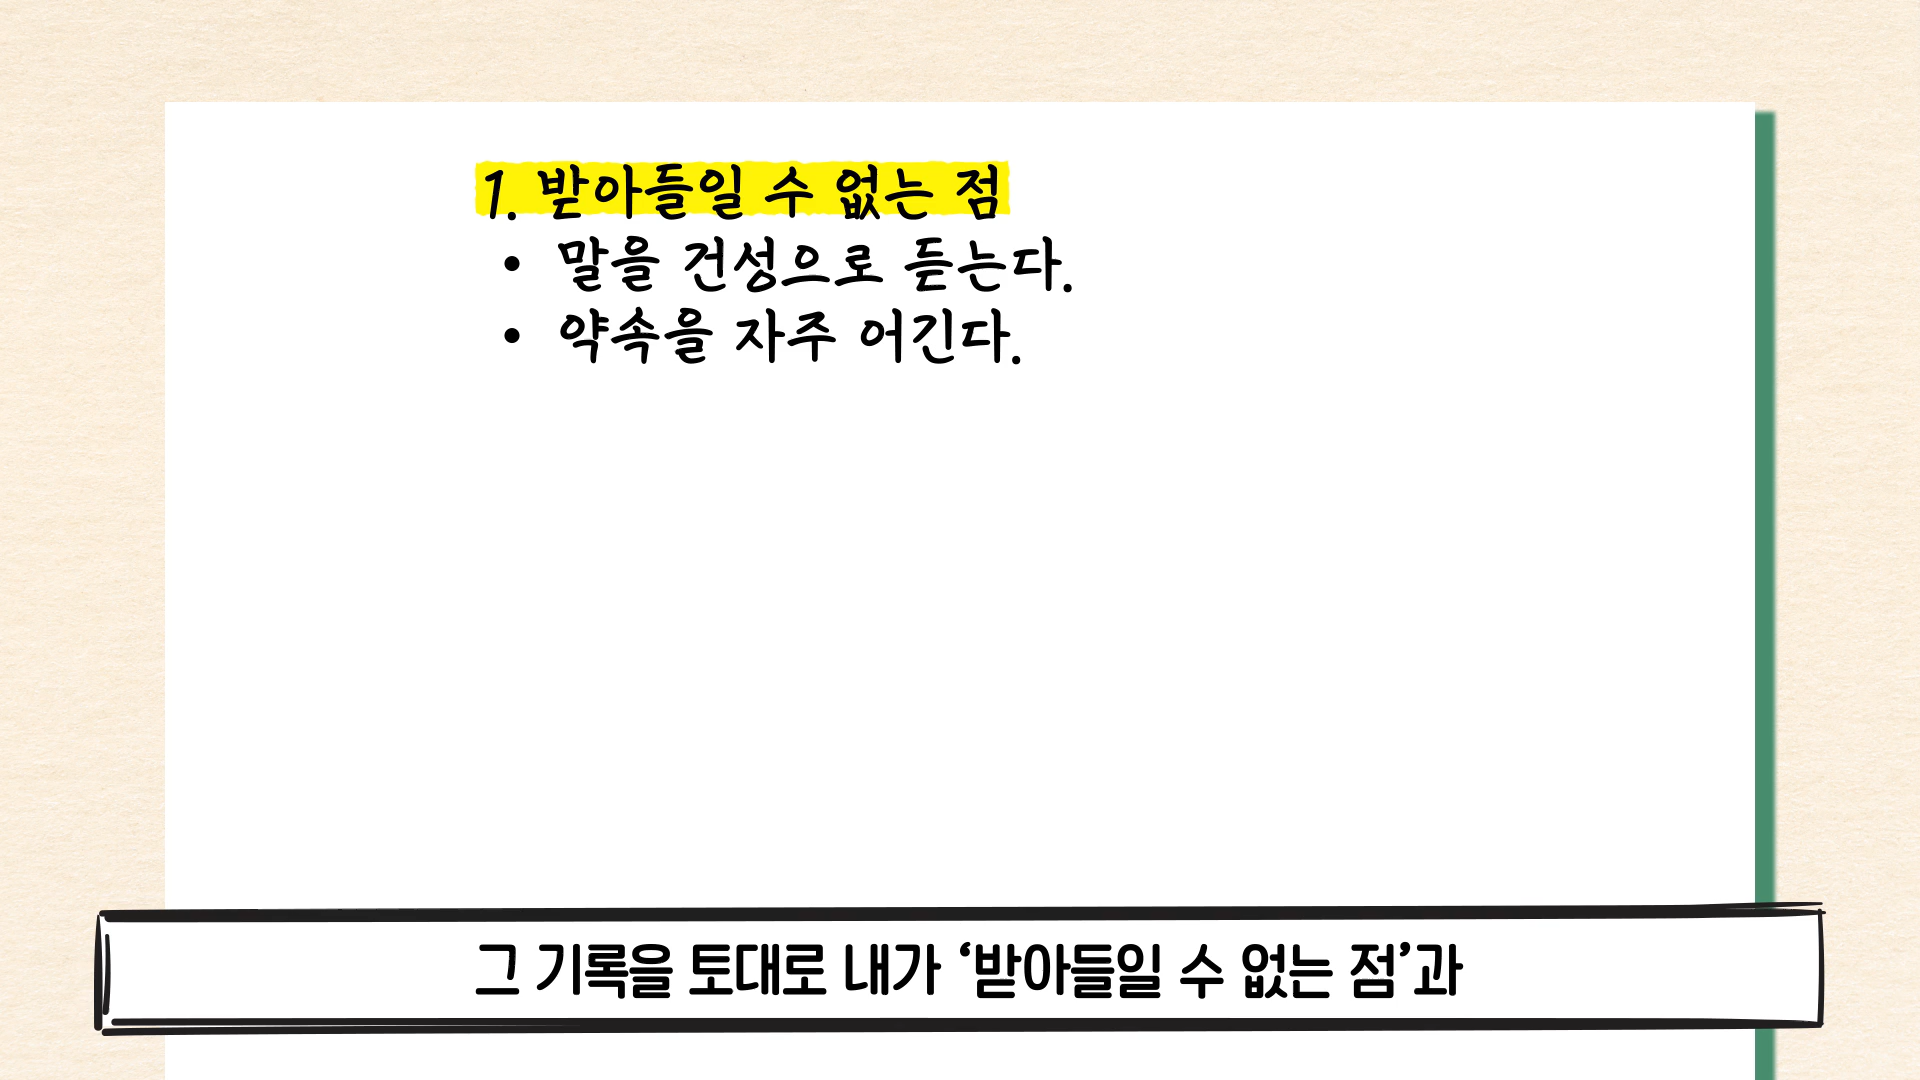 1. 받아들일 수 없는 점
• 말을 건성으로 듣는다.
• 약속을 자주 어긴다.
그 기록을 토대로 내가 ‘받아들일 수 없는 점’과